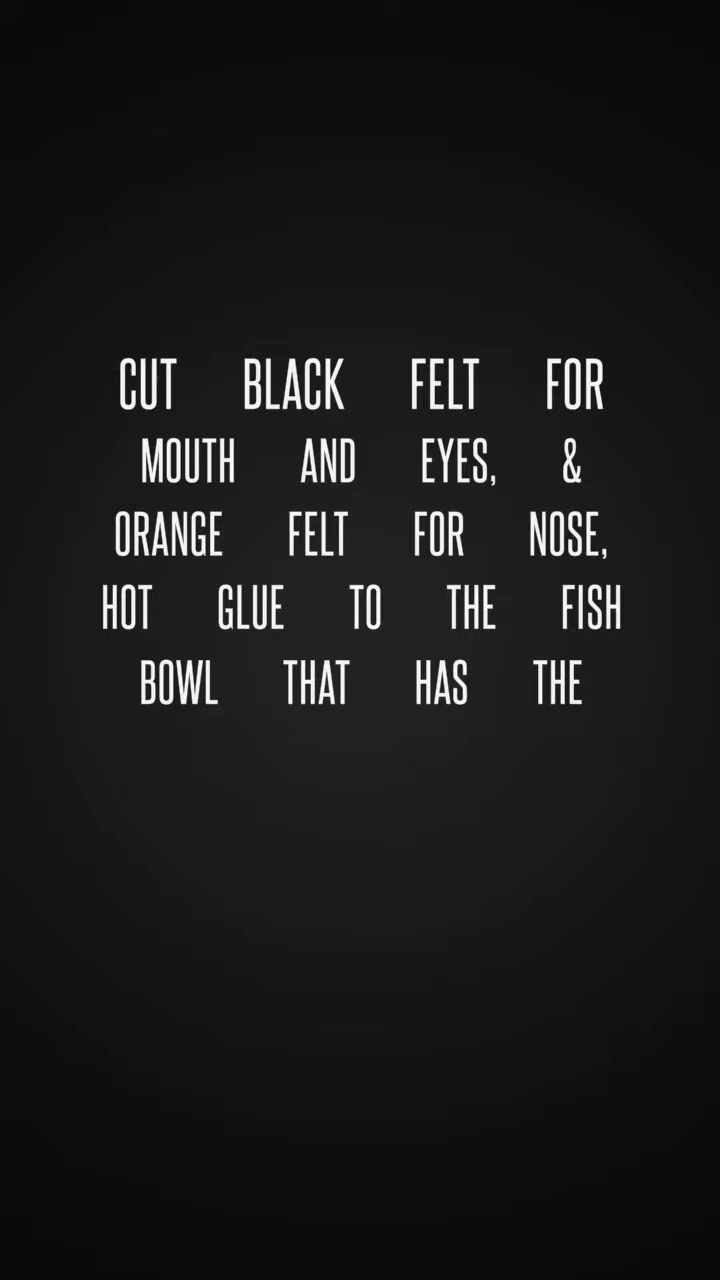 CUT BLACK FELT FOR
MOUTH AND EYES, &
ORANGE FELT FOR NOSE,
HOT GLUE TO THE FISH
BOWL THAT HAS THE